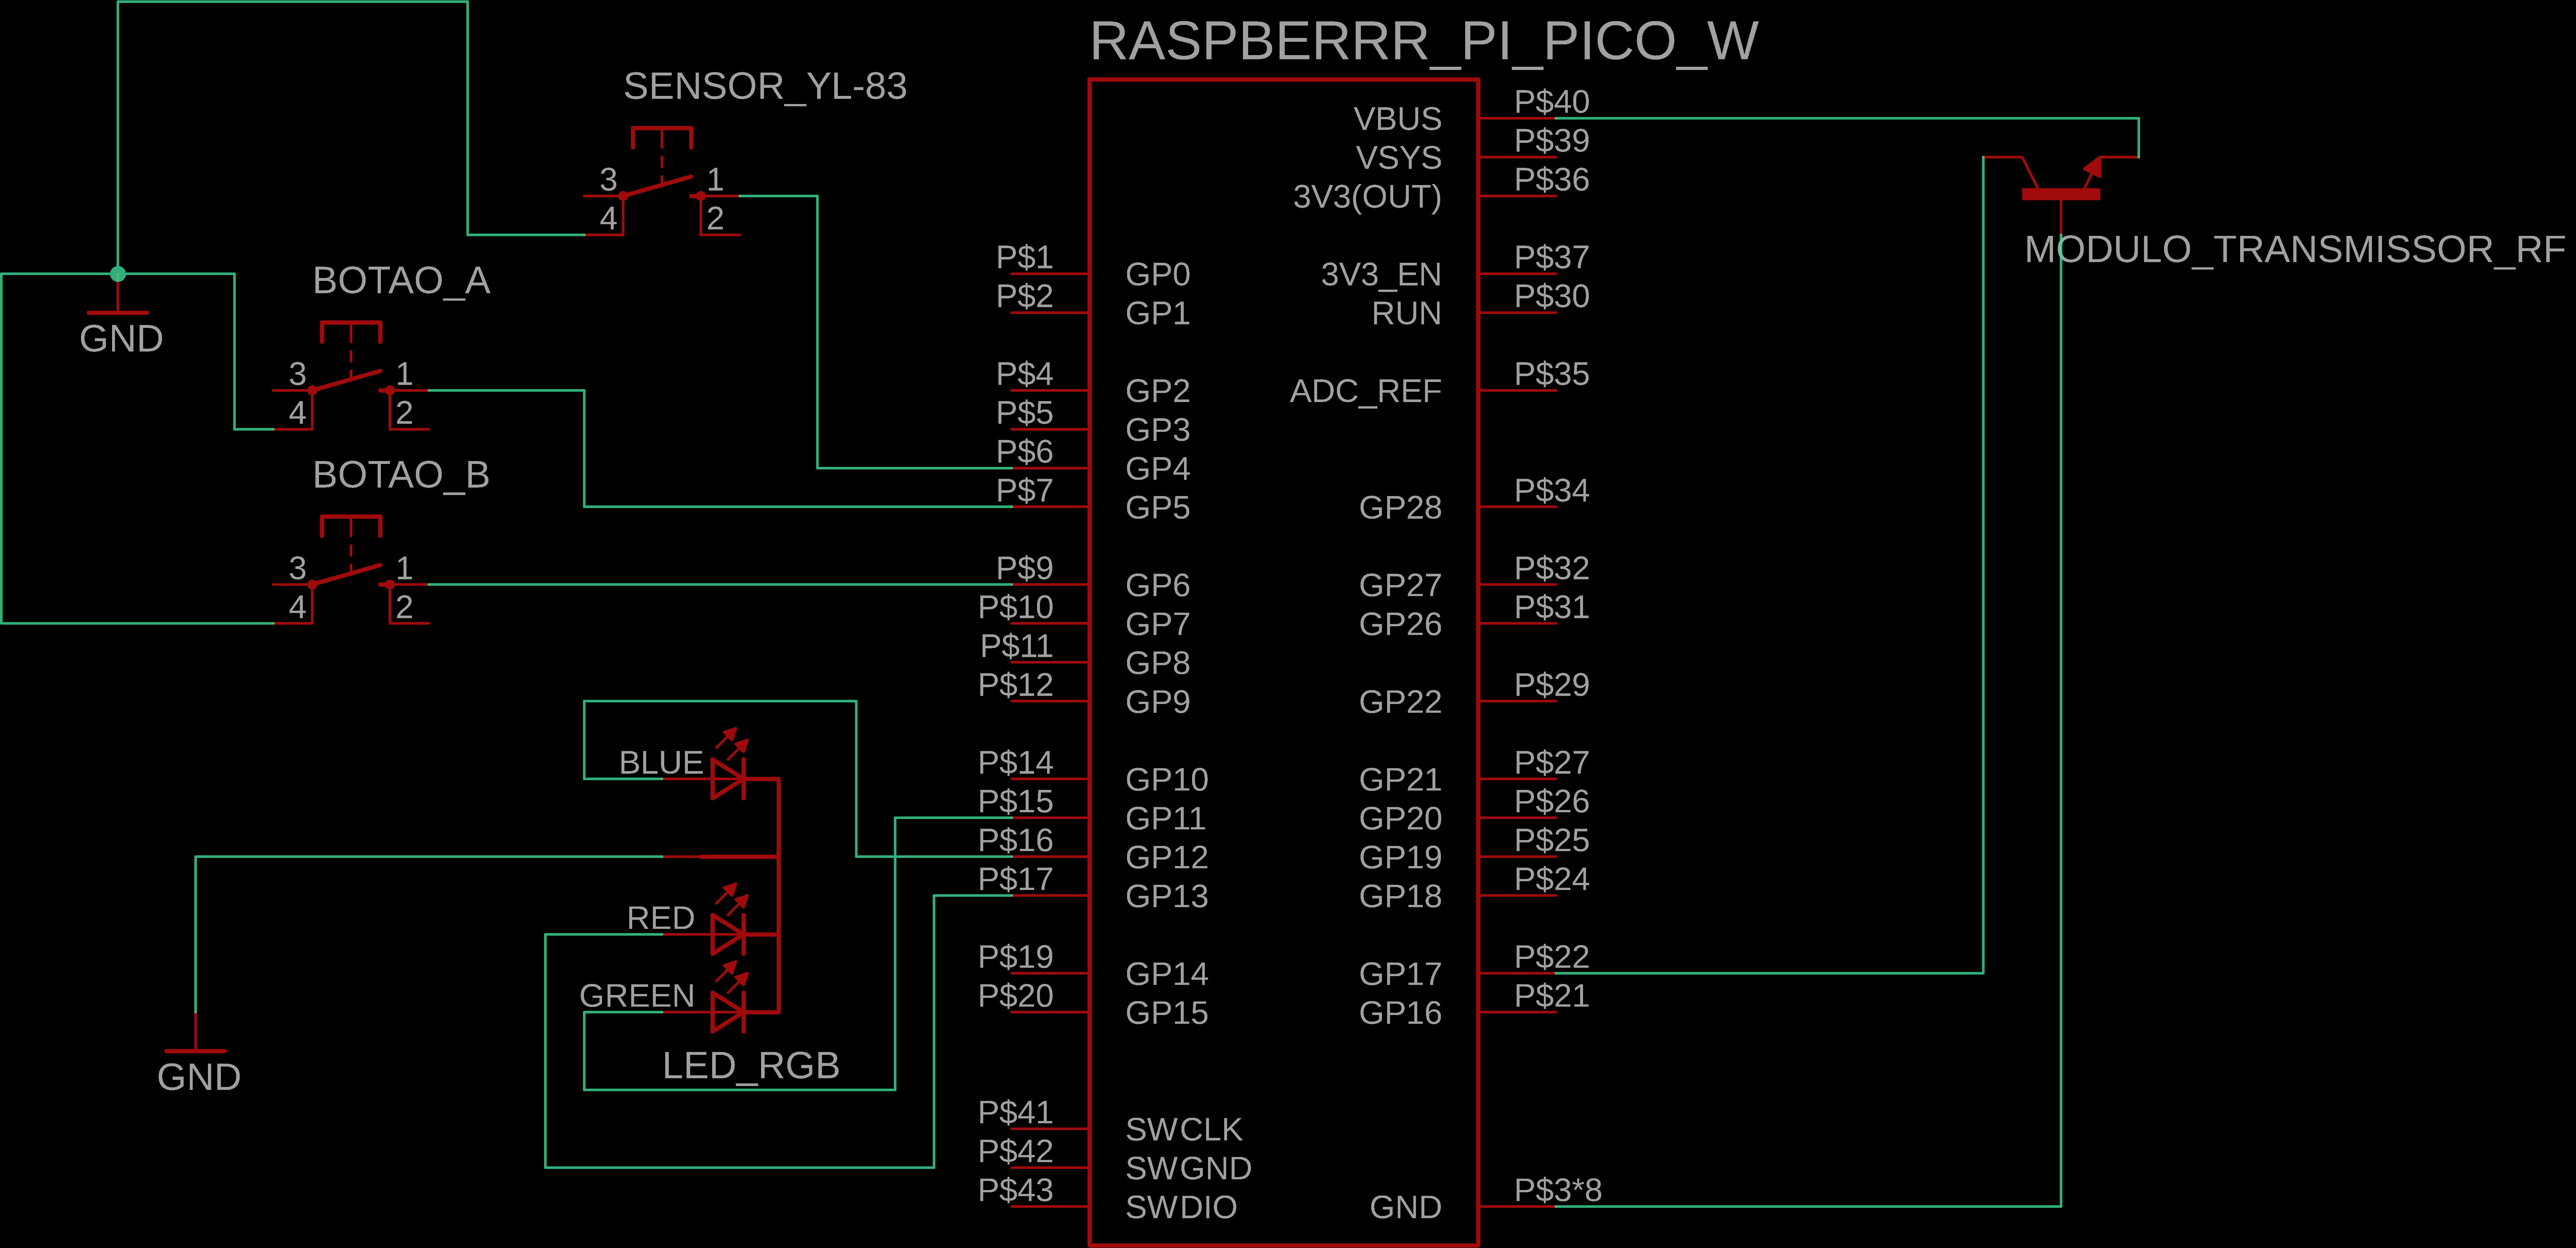 RASPBERRR_PI_PICO_W
SENSOR_YL-83
3 1
4 2
BOTAO_A
GND
3 1
4 2
BOTAO_B
3 1
4 2
BLUE
RED
GREEN
LED_RGB
GND
P$1 GP0
P$2 GP1
P$4 GP2
P$5 GP3
P$6 GP4
P$7 GP5
P$9 GP6
P$10 GP7
P$11 GP8
P$12 GP9
P$14 GP10
P$15 GP11
P$16 GP12
P$17 GP13
P$19 GP14
P$20 GP15
P$41 SWCLK
P$42 SWGND
P$43 SWDIO
VBUS P$40
VSYS P$39
3V3(OUT) P$36
3V3_EN P$37
RUN P$30
ADC_REF P$35
GP28 P$34
GP27 P$32
GP26 P$31
GP22 P$29
GP21 P$27
GP20 P$26
GP19 P$25
GP18 P$24
GP17 P$22
GP16 P$21
GND P$3*8
MODULO_TRANSMISSOR_RF